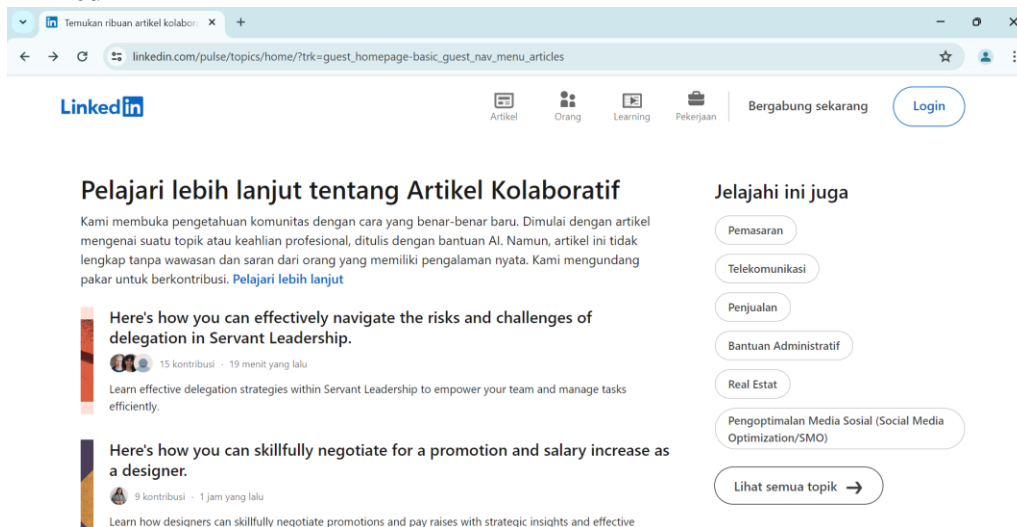 Temukan ribuan artikel kolabor
linkedin.com/pulse/topics/home/?trk=guest_homepage-basic_guest_nav_menu_articles
Linked in
Artikel
Orang
Learning
Pekerjaan
Bergabung sekarang
Login
Pelajari lebih lanjut tentang Artikel Kolaboratif
Kami membuka pengetahuan komunitas dengan cara yang benar-benar baru. Dimulai dengan artikel
mengenai suatu topik atau keahlian profesional, ditulis dengan bantuan AI. Namun, artikel ini tidak
lengkap tanpa wawasan dan saran dari orang yang memiliki pengalaman nyata. Kami mengundang
pakar untuk berkontribusi. Pelajari lebih lanjut
Here's how you can effectively navigate the risks and challenges of
delegation in Servant Leadership.
15 kontribusi · 19 menit yang lalu
Learn effective delegation strategies within Servant Leadership to empower your team and manage tasks
efficiently.
Here's how you can skillfully negotiate for a promotion and salary increase as
a designer.
9 kontribusi · 1 jam yang lalu
Learn how designers can skillfully negotiate promotions and pay raises with strategic insights and effective
Jelajahi ini juga
Pemasaran
Telekomunikasi
Penjualan
Bantuan Administratif
Real Estat
Pengoptimalan Media Sosial (Social Media
Optimization/SMO)
Lihat semua topik →